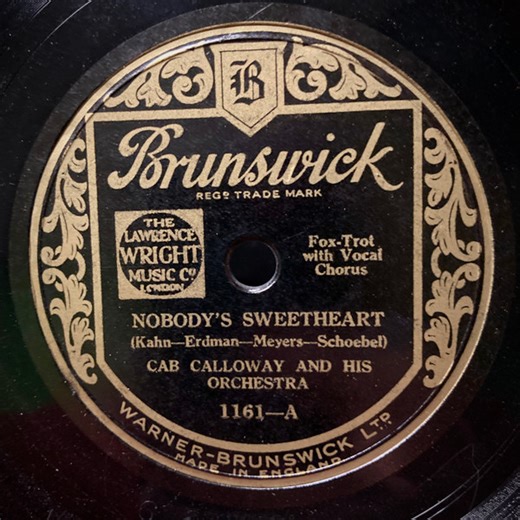 B
Brunswick
REGD TRADE MARK
THE
LAWRENCE
WRIGHT
MUSIC Co
LONDON
Fox-Trot
with Vocal
Chorus
NOBODY'S SWEETHEART
(Kahn—Erdman—Meyers—Schoebel)
CAB CALLOWAY AND HIS
ORCHESTRA
1161—A
WARNER-BRUNSWICK LTD
MADE IN ENGLAND